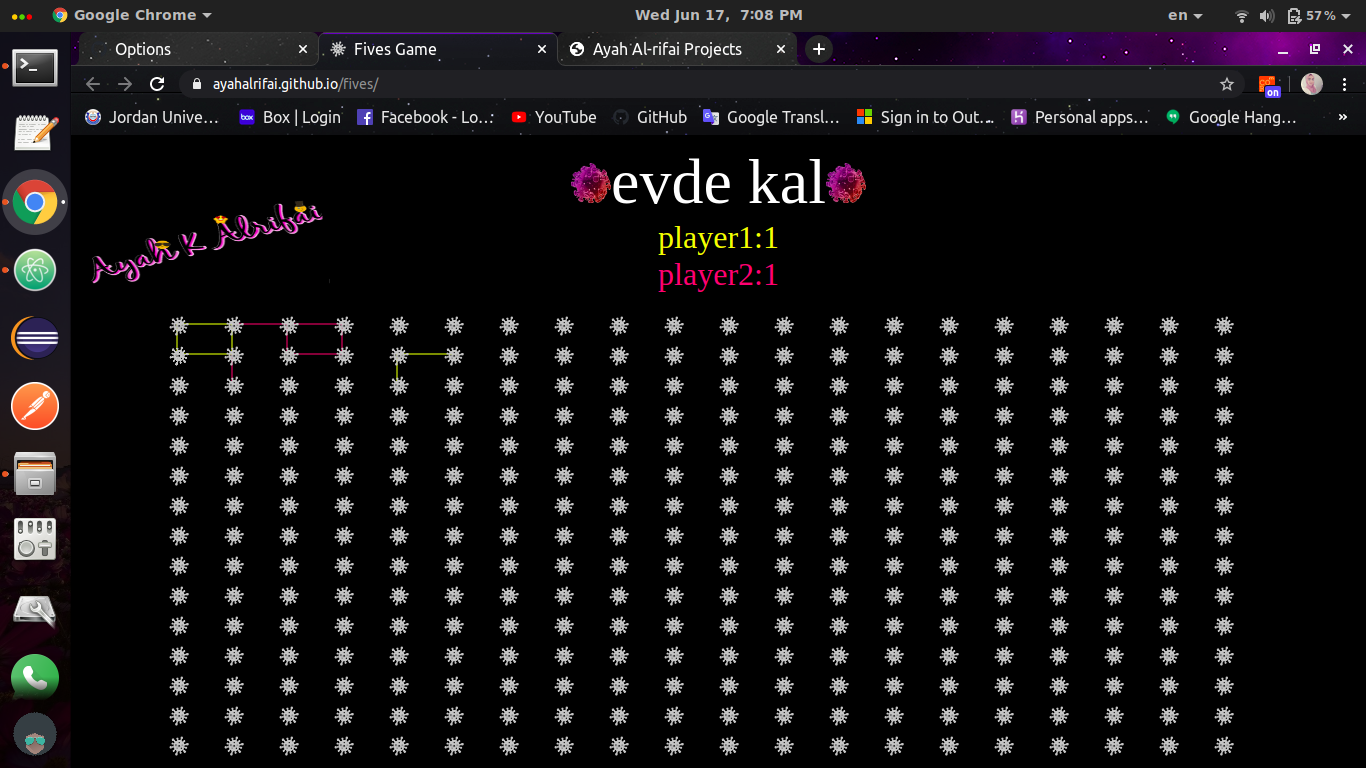 Google Chrome
Wed Jun 17, 7:08 PM
en
57%
Options
Fives Game
Ayah Al-rifai Projects
ayahalrifai.github.io/fives/
on
Jordan Unive…
box
Box | Login
Facebook - Lo…
YouTube
GitHub
Google Transl…
Sign in to Out…
Personal apps…
Google Hang…
»
evde kal
Ayah K Alrifai
player1:1
player2:1